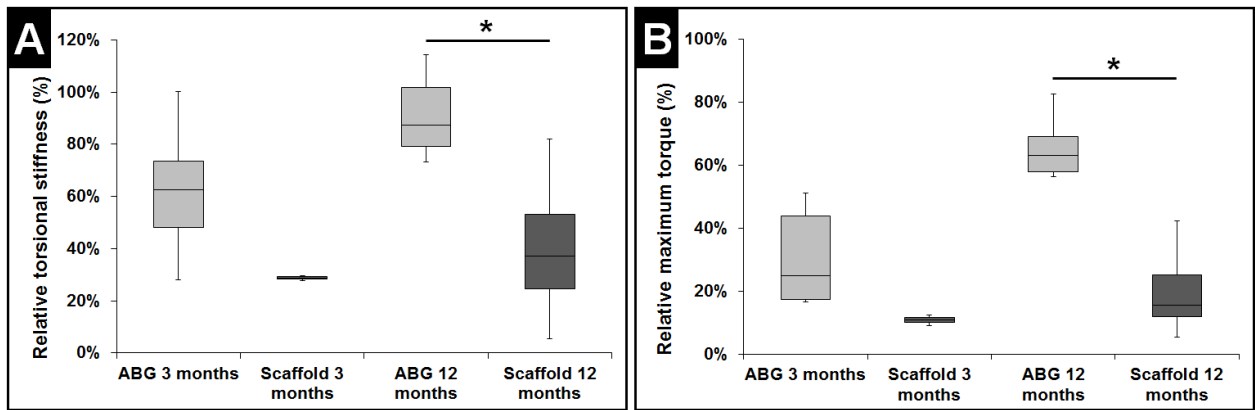 A
Relative torsional stiffness (%)
120%
100%
80%
60%
40%
20%
0%
*
ABG 3 months
Scaffold 3
months
ABG 12
months
Scaffold 12
months
B
Relative maximum torque (%)
100%
80%
60%
40%
20%
0%
*
ABG 3 months
Scaffold 3
months
ABG 12
months
Scaffold 12
months